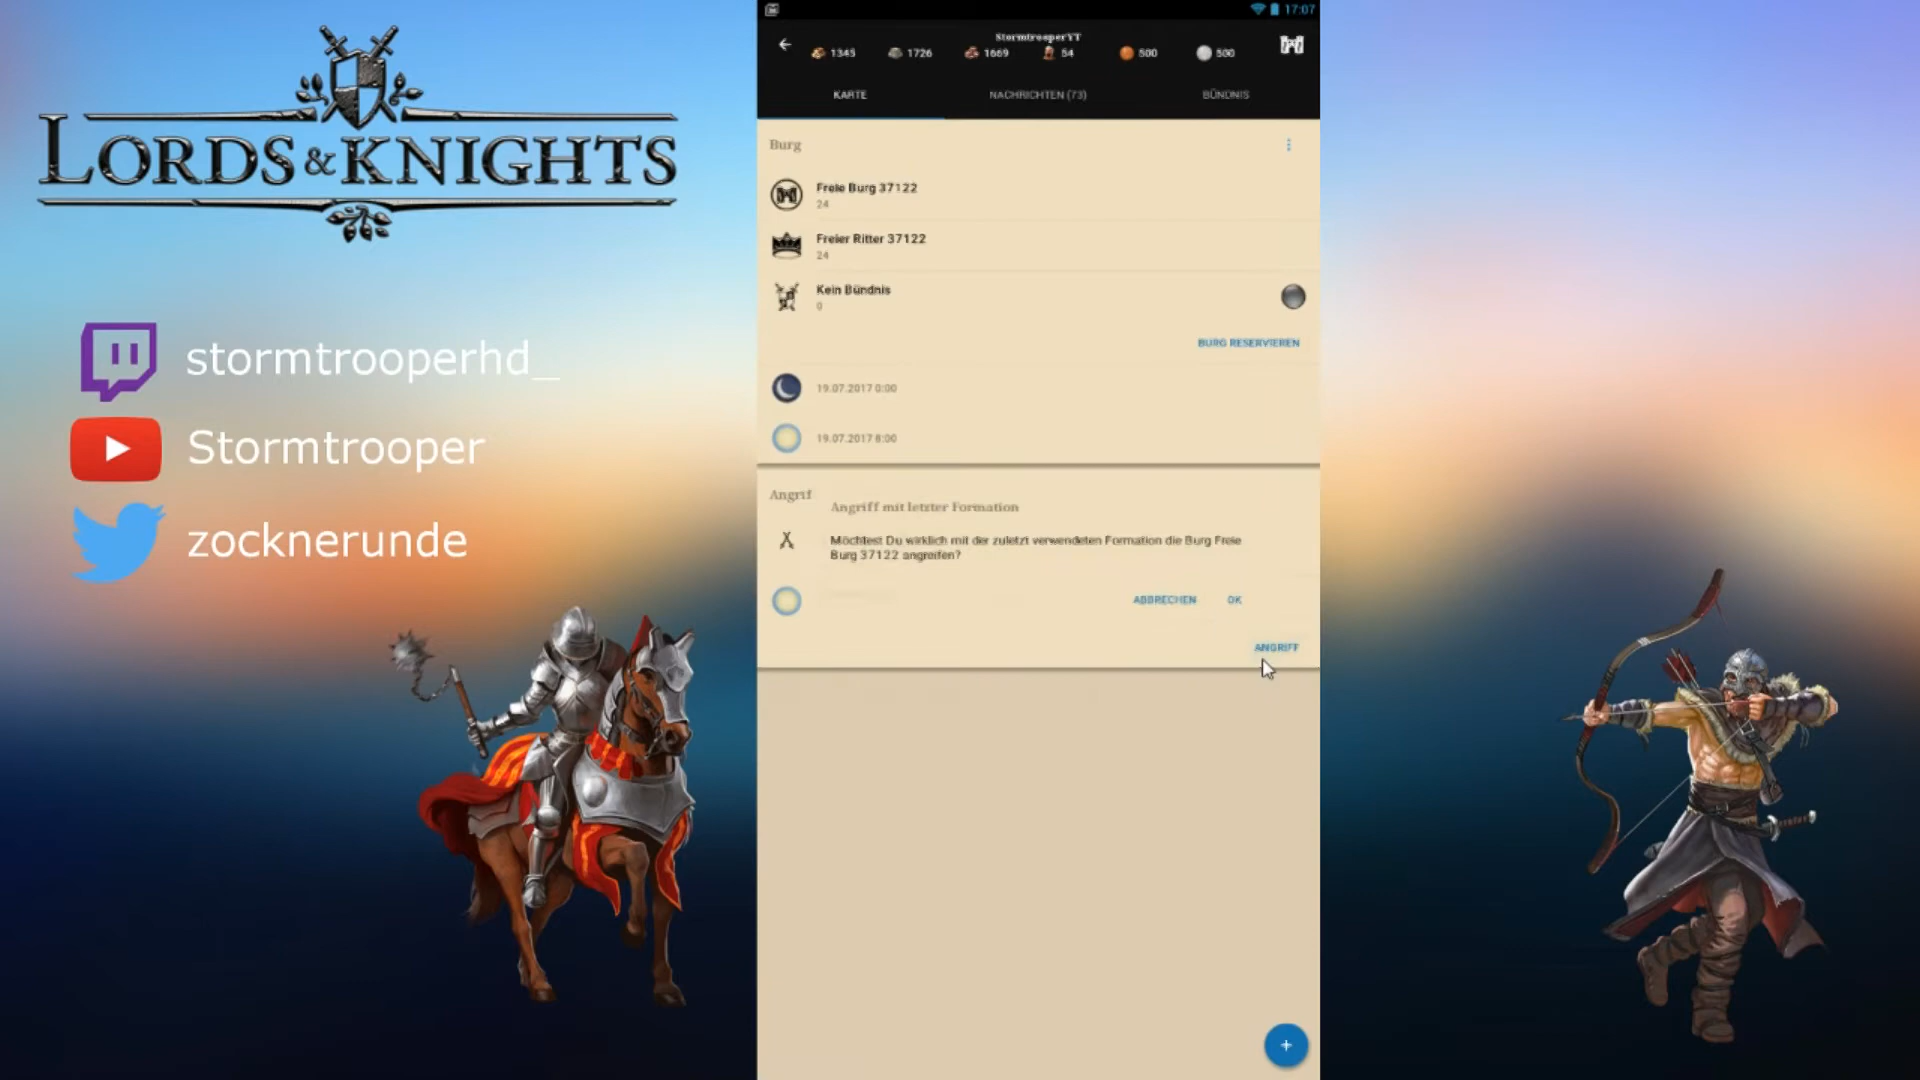 LORDS & KNIGHTS
stormtrooperhd_
Stormtrooper
zocknerunde
17:07
StormtrooperYT
1345 1726 1669 54 500 500
KARTE NACHRICHTEN (73) BÜNDNIS
Burg
Freie Burg 37122
24
Freier Ritter 37122
24
Kein Bündnis
0
BURG RESERVIEREN
19.07.2017 0:00
19.07.2017 8:00
Angrif
Angriff mit letzter Formation
Möchtest Du wirklich mit der zuletzt verwendeten Formation die Burg Freie
Burg 37122 angreifen?
ABBRECHEN OK
ANGRIFF